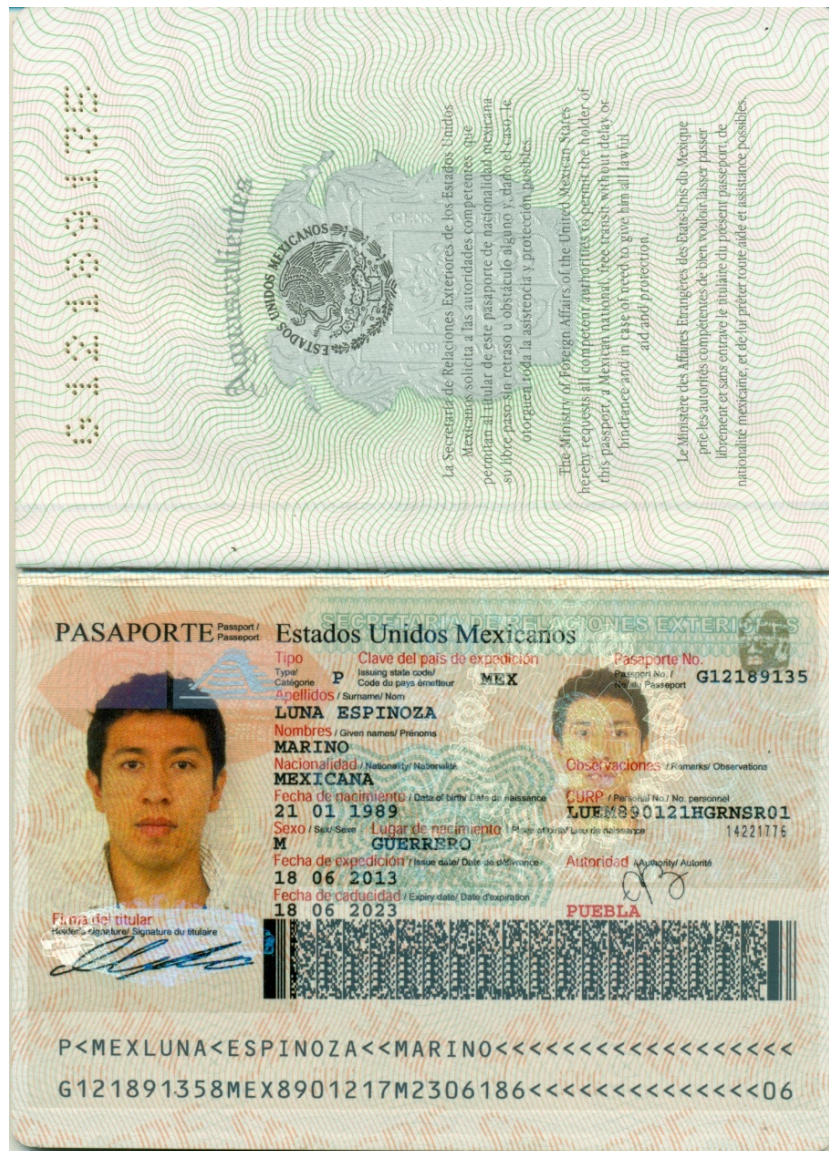 G12189135
Aguascalientes
ESTADOS UNIDOS MEXICANOS
La Secretaría de Relaciones Exteriores de los Estados Unidos
Mexicanos solicita a las autoridades competentes que
permitan al titular de este pasaporte de nacionalidad mexicana
su libre paso sin retraso u obstáculo alguno y, dado el caso, le
otorguen toda la asistencia y protección posibles.
The Ministry of Foreign Affairs of the United Mexican States
hereby requests all competent authorities to permit the holder of
this passport, a Mexican national, free transit without delay or
hindrance and in case of need to give him all lawful
aid and protection.
Le Ministère des Affaires Etrangères des Etats-Unis du Mexique
prie les autorités compétentes de bien vouloir laisser passer
librement et sans entrave le titulaire du présent passeport, de
nationalité mexicaine, et de lui prêter toute aide et assistance possibles.
SECRETARIA DE RELACIONES EXTERIORES
PASAPORTE Passport / Passeport Estados Unidos Mexicanos
Tipo Clave del país de expedición Pasaporte No.
Type/ Catégorie P Issuing state code/ Code du pays émetteur MEX Passport No. / No. du Passeport G12189135
Apellidos / Surname/ Nom
LUNA ESPINOZA
Nombres / Given names/ Prénoms
MARINO
Nacionalidad / Nationality/ Nationalité Observaciones / Remarks/ Observations
MEXICANA
Fecha de nacimiento / Date of birth/ Date de naissance CURP / Personal No./ No. personnel
21 01 1989 LUEM890121HGRNSR01
Sexo / Sex/ Sexe Lugar de nacimiento / Place of birth/ Lieu de naissance 14221776
M GUERRERO
Fecha de expedición / Issue date/ Date de délivrance Autoridad / Authority/ Autorité
18 06 2013
Fecha de caducidad / Expiry date/ Date d'expiration
18 06 2023 PUEBLA
Firma del titular
Holder's signature/ Signature du titulaire
P<MEXLUNA<ESPINOZA<<MARINO<<<<<<<<<<<<<<<<<<
G121891358MEX8901217M2306186<<<<<<<<<<<<<<06